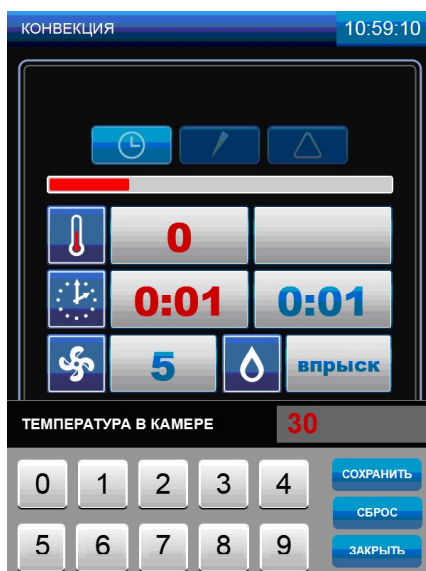 КОНВЕКЦИЯ 10:59:10
0
0:01 0:01
5 впрыск
ТЕМПЕРАТУРА В КАМЕРЕ 30
0 1 2 3 4 СОХРАНИТЬ
СБРОС
5 6 7 8 9 ЗАКРЫТЬ